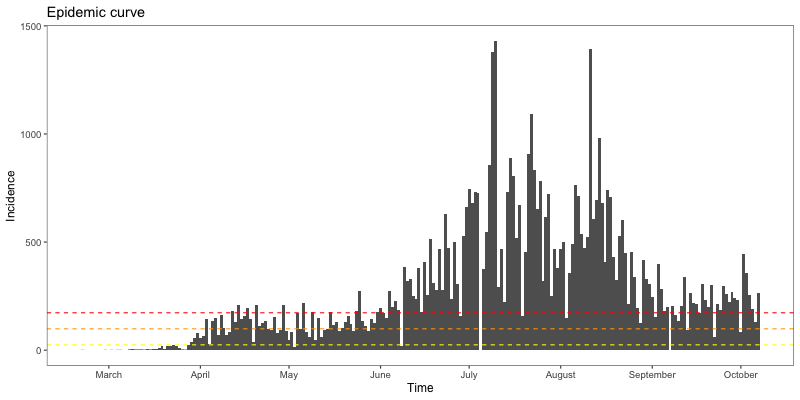 Epidemic curve
1500
1000
500
0
Incidence
March April May June July August September October
Time